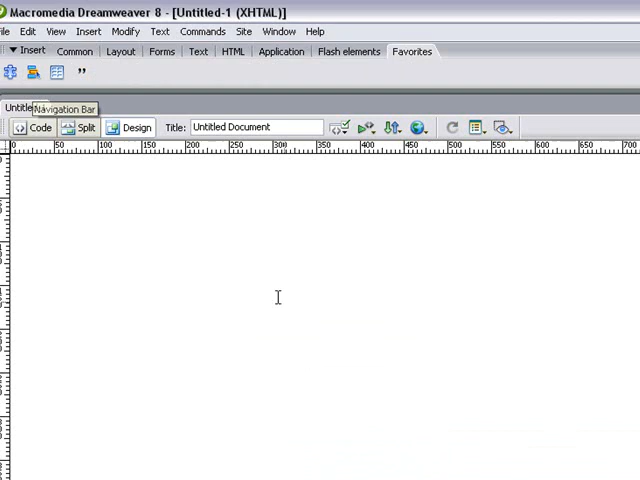 Macromedia Dreamweaver 8 - [Untitled-1 (XHTML)]
File Edit View Insert Modify Text Commands Site Window Help
Insert Common Layout Forms Text HTML Application Flash elements Favorites
Navigation Bar
Code Split Design Title: Untitled Document
0 50 100 150 200 250 300 350 400 450 500 550 600 650 700